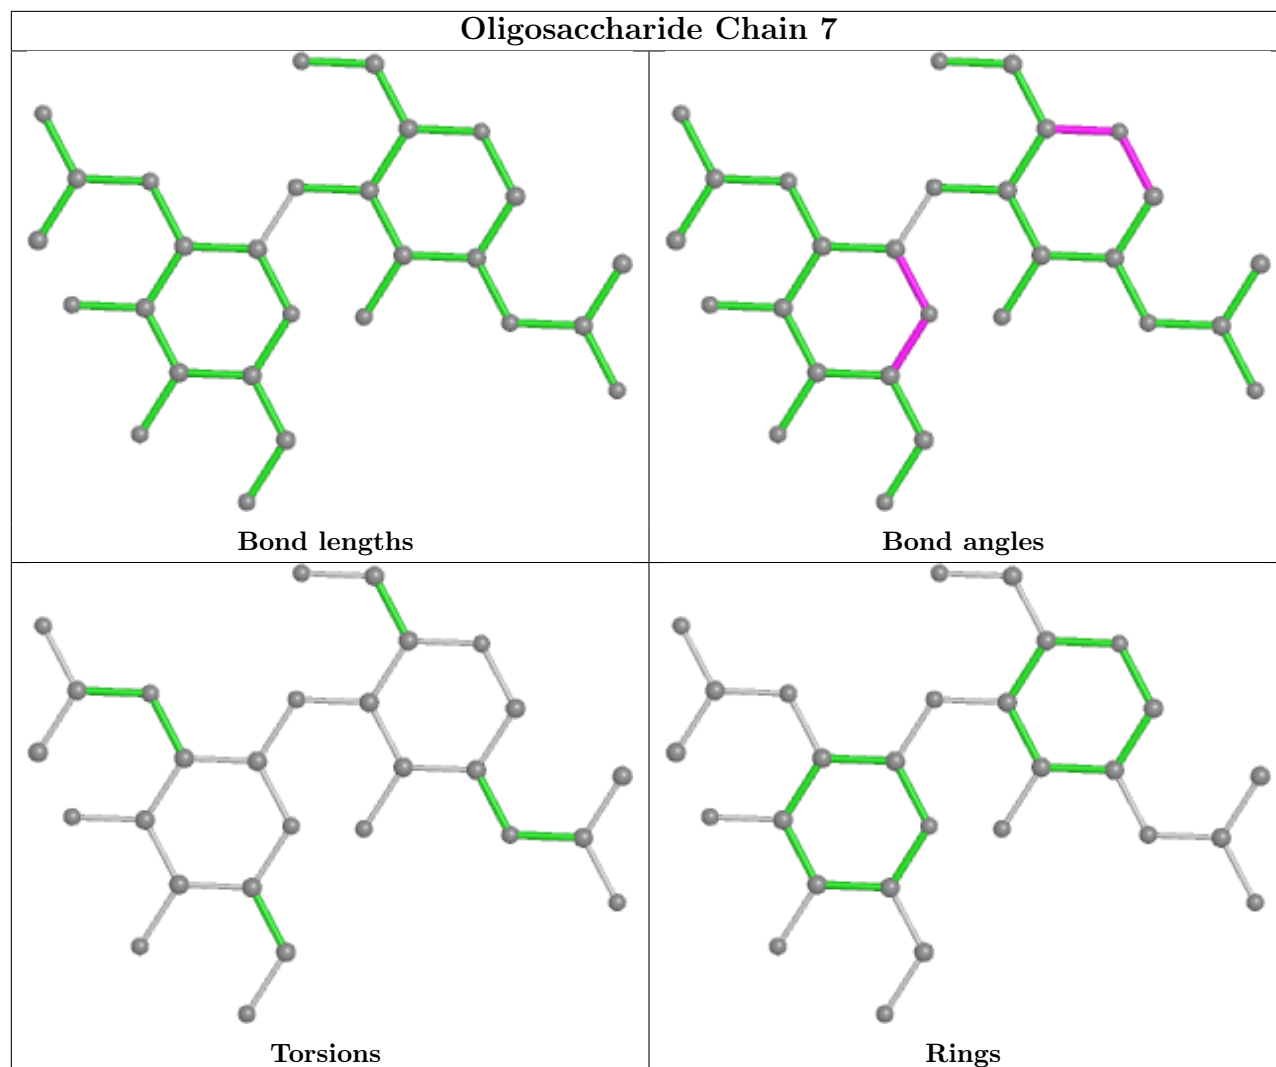 Oligosaccharide Chain 7
Bond lengths
Bond angles
Torsions
Rings